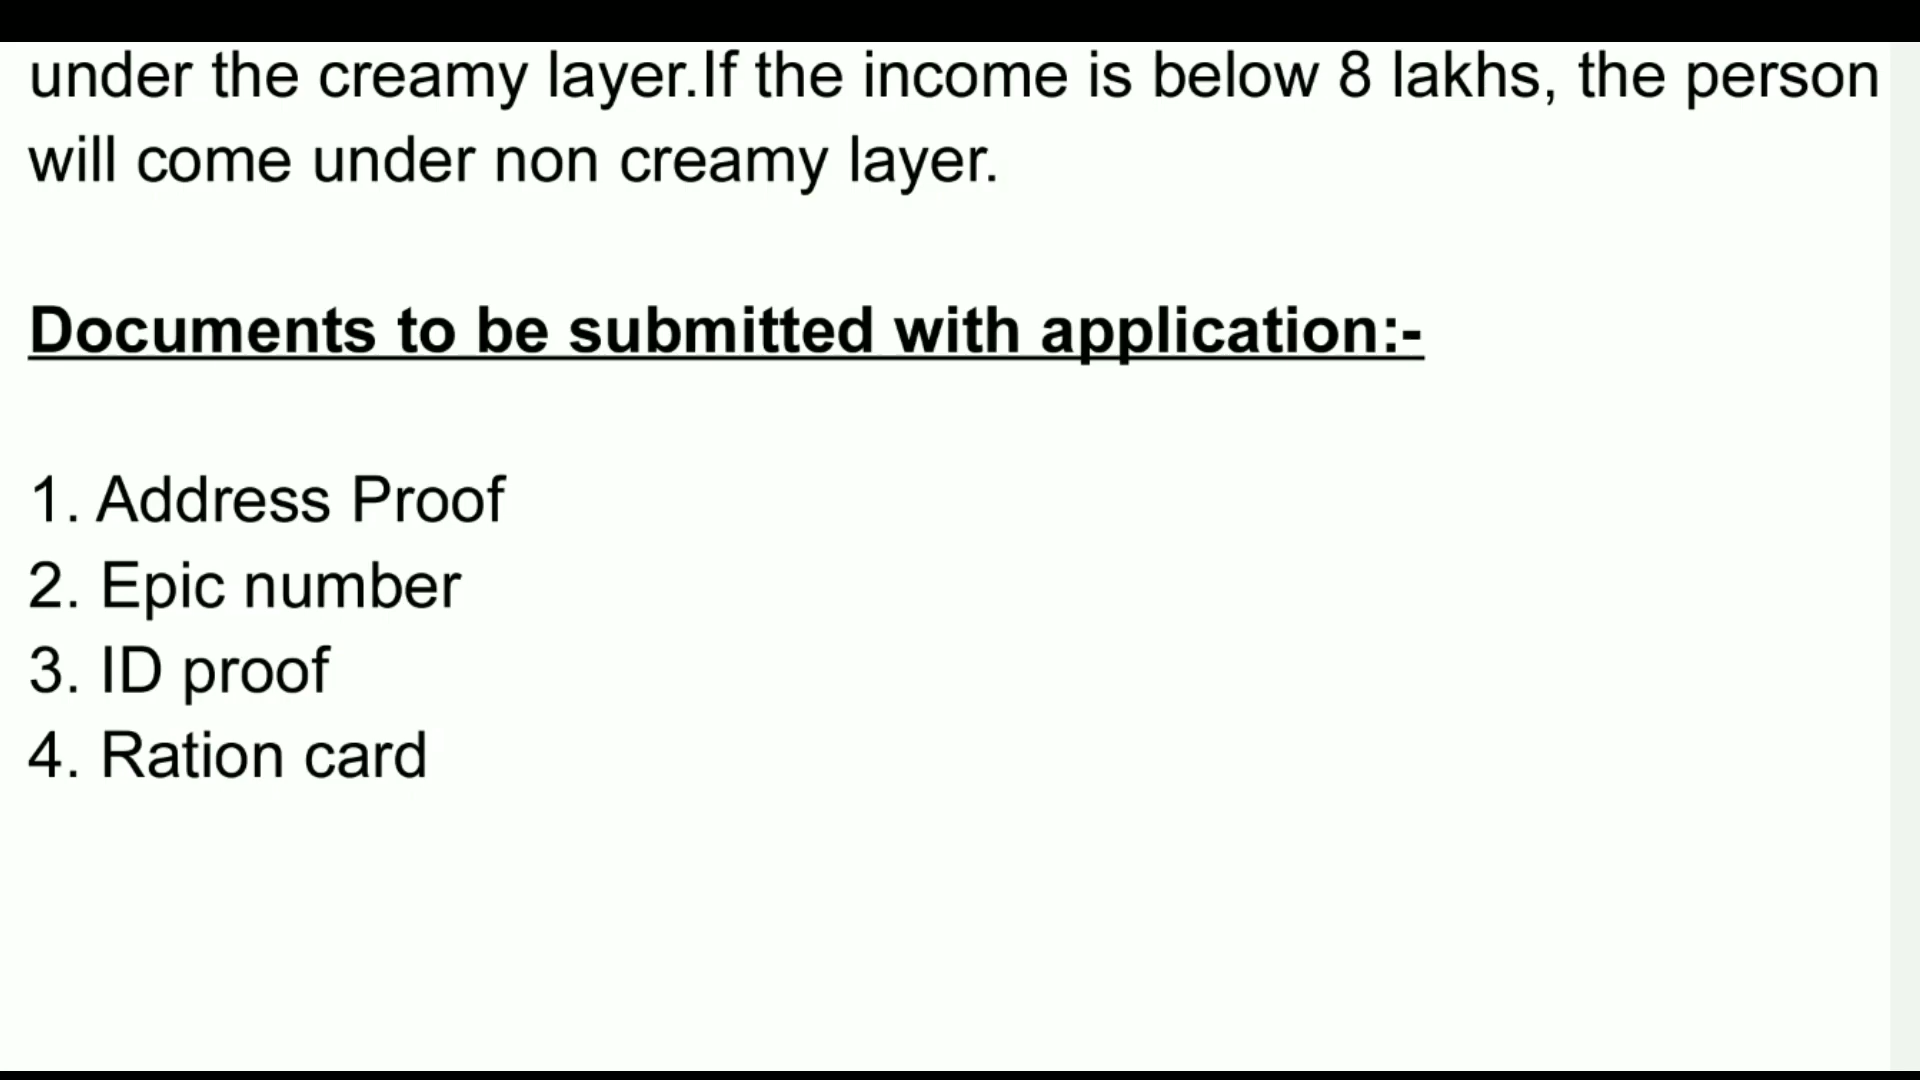 under the creamy layer.If the income is below 8 lakhs, the person
will come under non creamy layer.
Documents to be submitted with application:-
1. Address Proof
2. Epic number
3. ID proof
4. Ration card